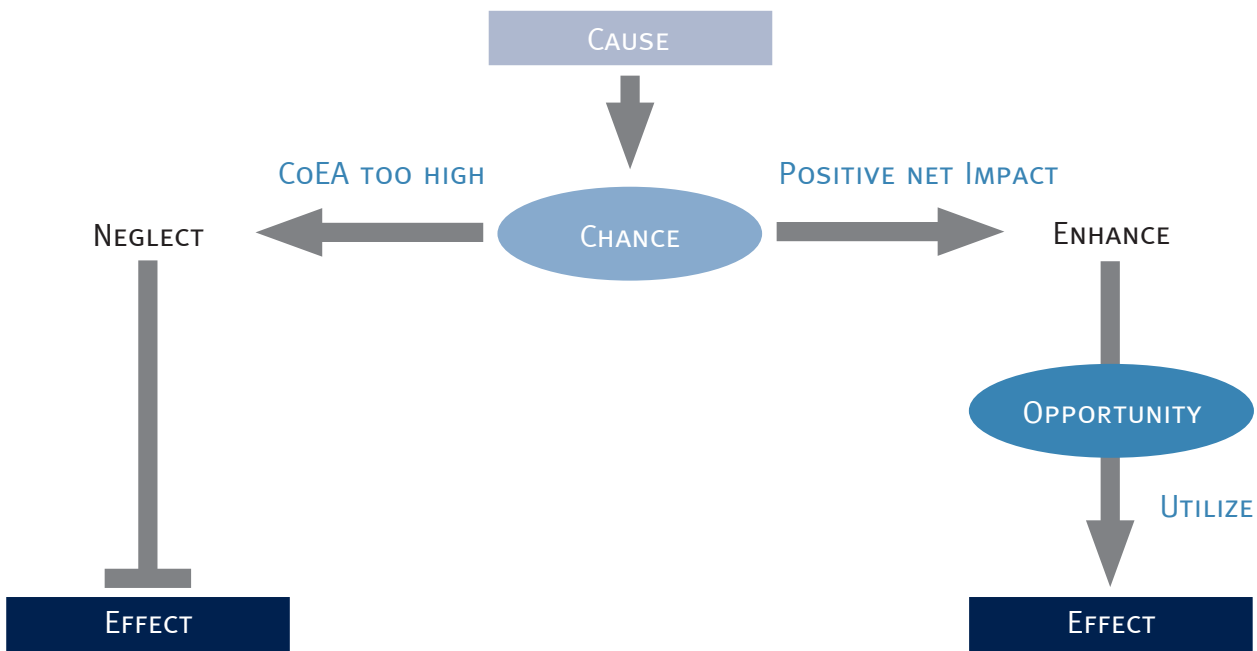 Cause
CoEA too high
Positive net Impact
Neglect
Chance
Enhance
Opportunity
Utilize
Effect
Effect